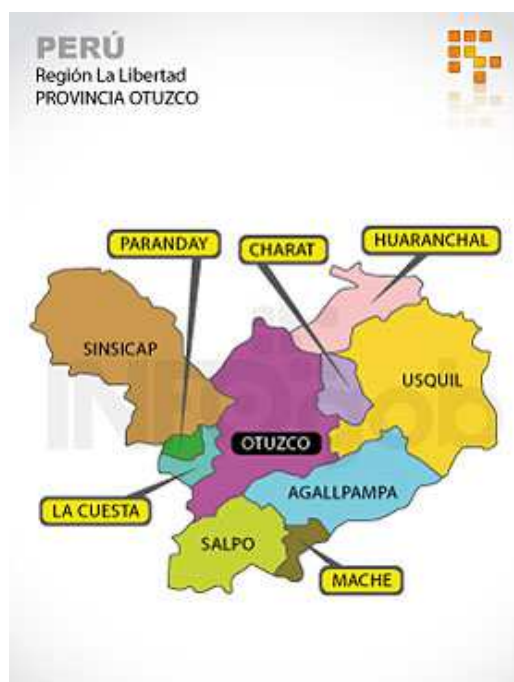 PERÚ
Región La Libertad
PROVINCIA OTUZCO
PARANDAY
CHARAT
HUARANCHAL
SINSICAP
USQUIL
OTUZCO
AGALLPAMPA
LA CUESTA
SALPO
MACHE